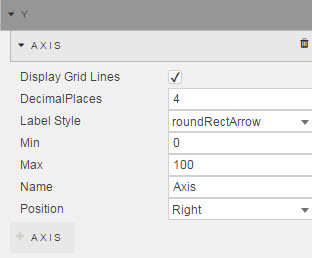 Y
AXIS
Display Grid Lines
DecimalPlaces 4
Label Style roundRectArrow
Min 0
Max 100
Name Axis
Position Right
+ AXIS